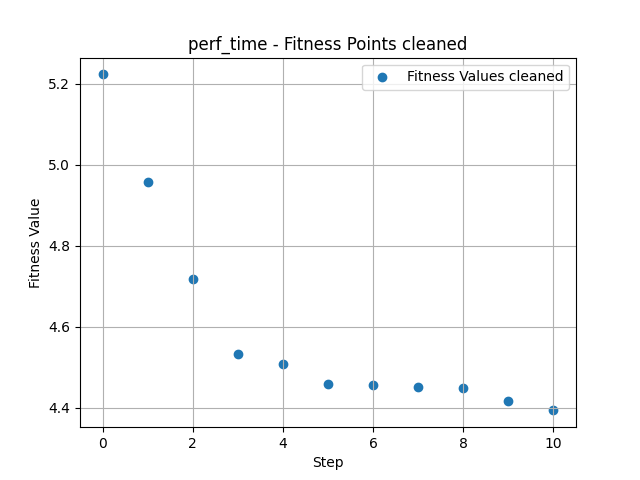 perf_time - Fitness Points cleaned
Fitness Values cleaned
Fitness Value
5.2
5.0
4.8
4.6
4.4
0 2 4 6 8 10
Step